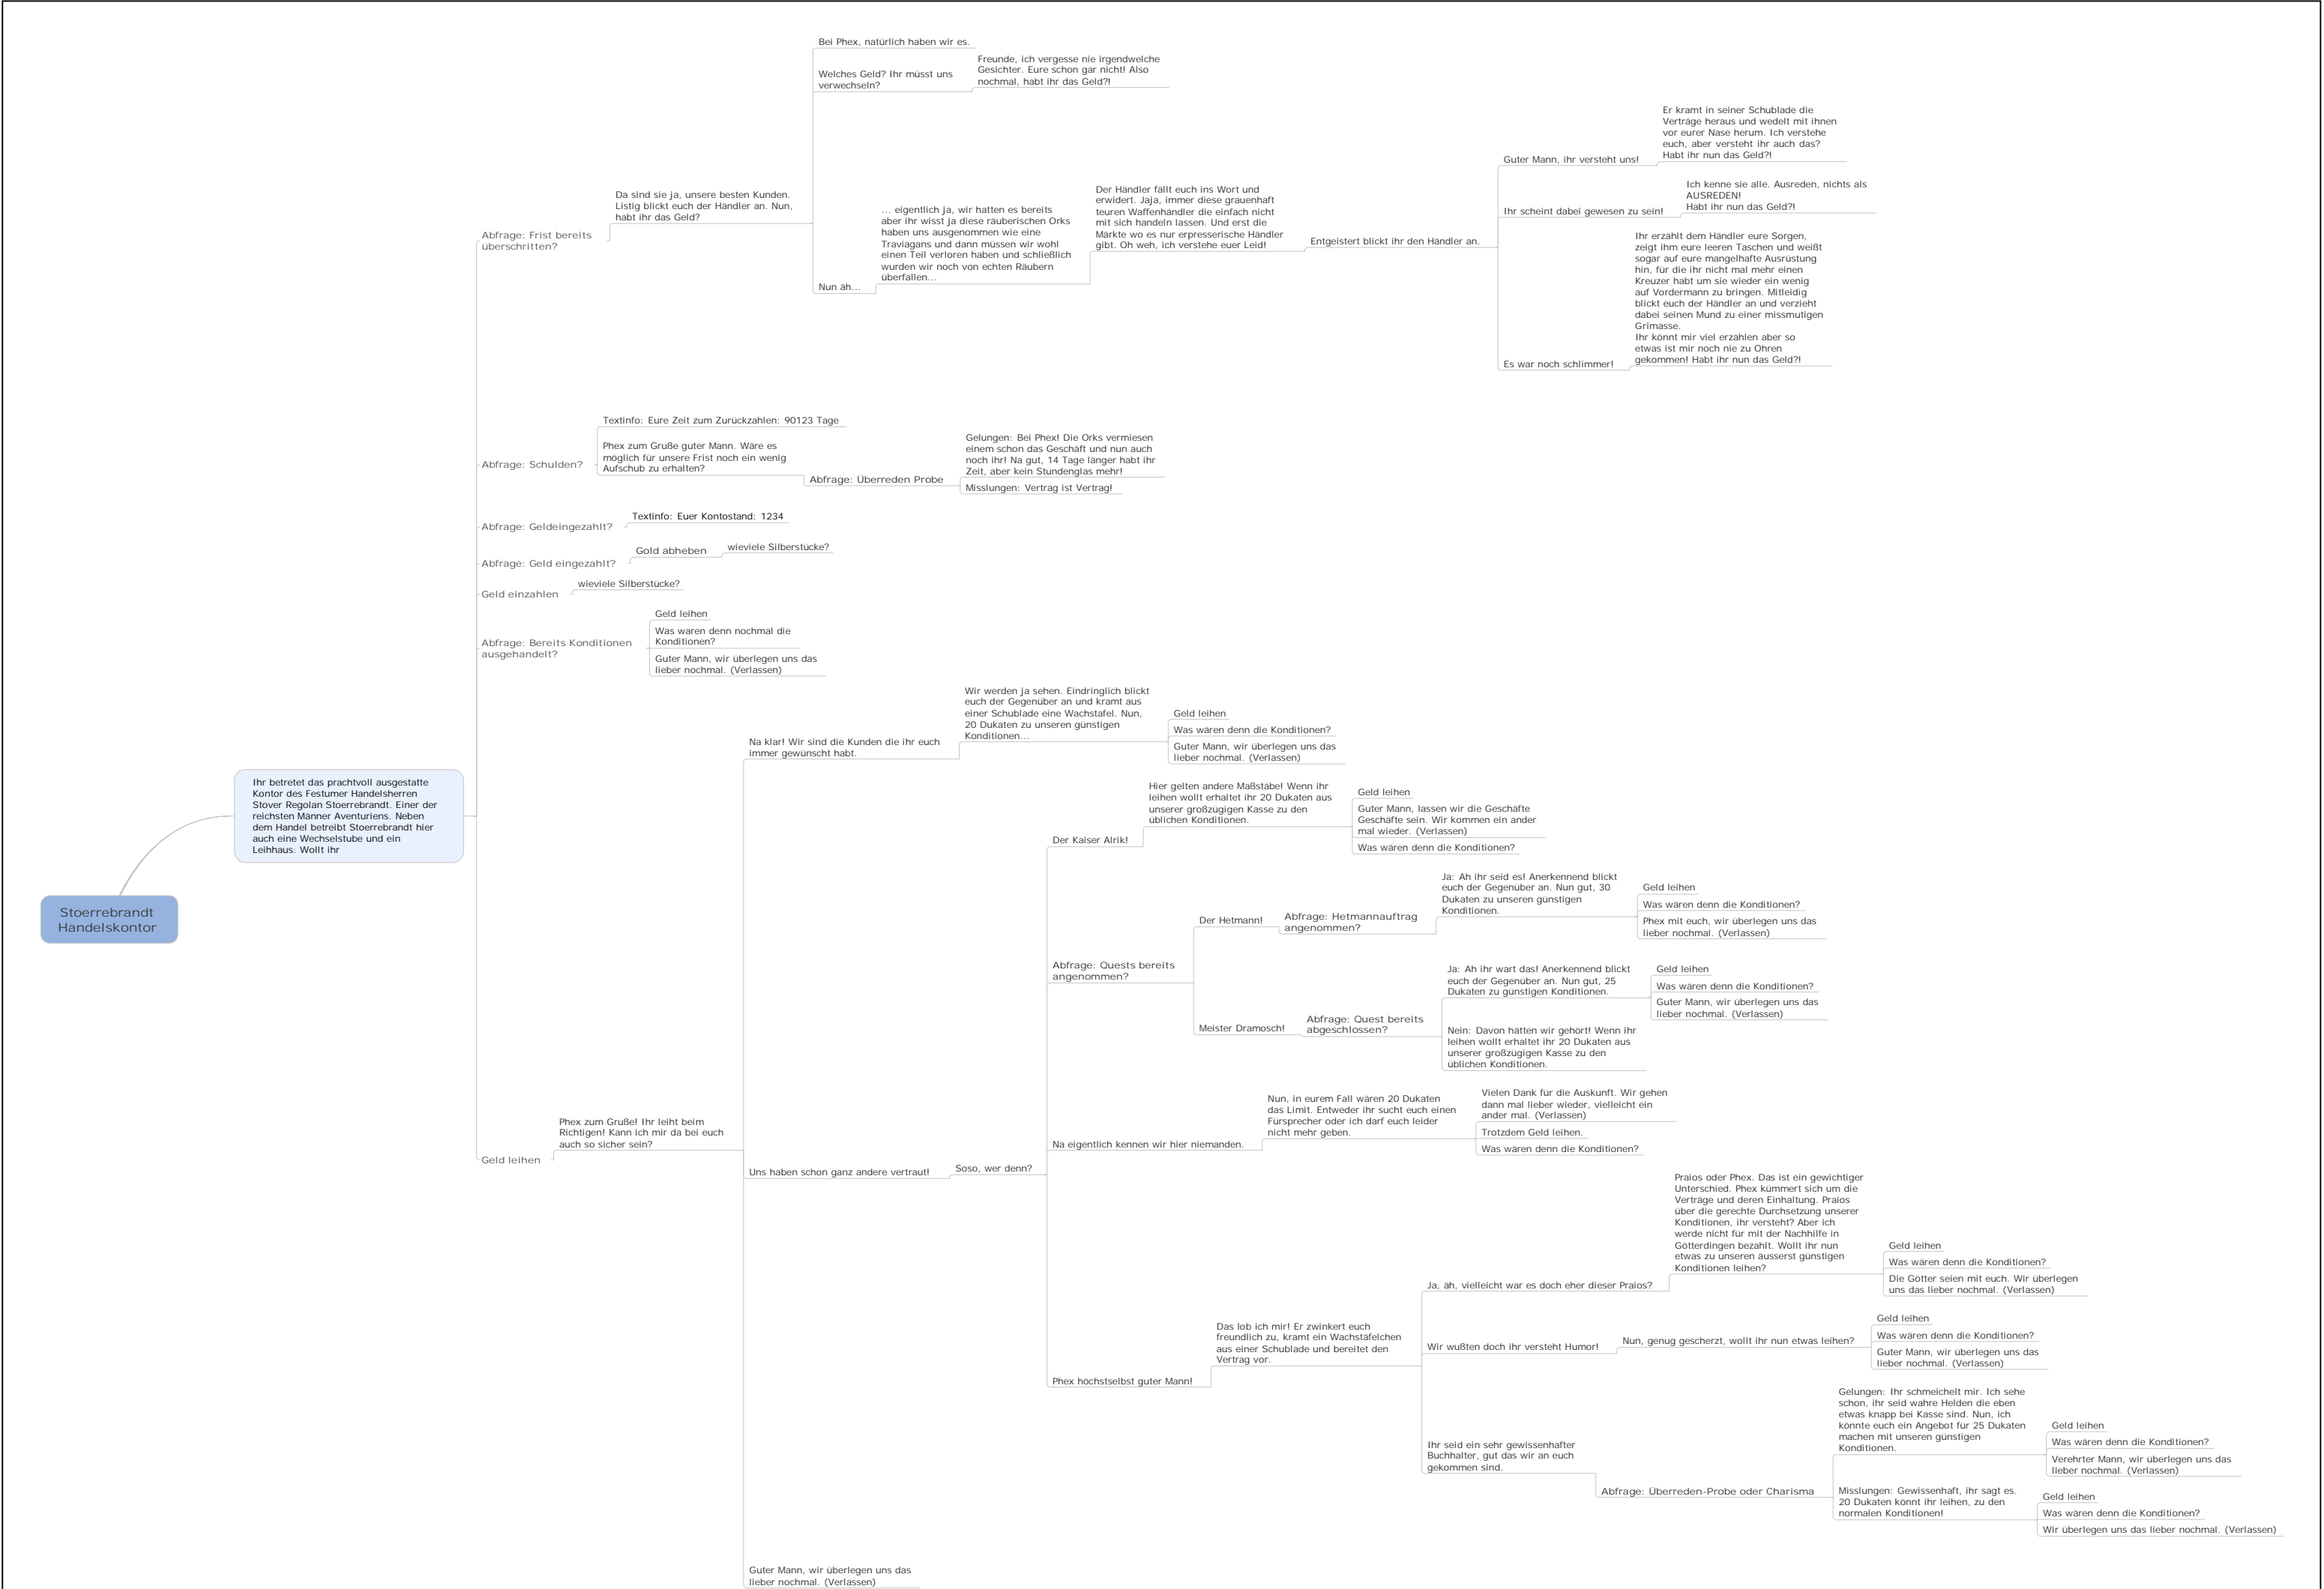 Stoerrebrandt
Handelskontor
Ihr betretet das prachtvoll ausgestatte
Kontor des Festumer Handelsherren
Stover Regolan Stoerrebrandt. Einer der
reichsten Männer Aventuriens. Neben
dem Handel betreibt Stoerrebrandt hier
auch eine Wechselstube und ein
Leihhaus. Wollt ihr
Abfrage: Frist bereits
überschritten?
Da sind sie ja, unsere besten Kunden.
Listig blickt euch der Händler an. Nun,
habt ihr das Geld?
Bei Phex, natürlich haben wir es.
Welches Geld? Ihr müsst uns
verwechseln?
Freunde, ich vergesse nie irgendwelche
Gesichter. Eure schon gar nicht! Also
nochmal, habt ihr das Geld?!
Nun äh...
... eigentlich ja, wir hatten es bereits
aber ihr wisst ja diese räuberischen Orks
haben uns ausgenommen wie eine
Traviagans und dann müssen wir wohl
einen Teil verloren haben und schließlich
wurden wir noch von echten Räubern
überfallen...
Der Händler fällt euch ins Wort und
erwidert. Jaja, immer diese grauenhaft
teuren Waffenhändler die einfach nicht
mit sich handeln lassen. Und erst die
Märkte wo es nur erpresserische Händler
gibt. Oh weh, ich verstehe euer Leid!
Entgeistert blickt ihr den Händler an.
Guter Mann, ihr versteht uns!
Er kramt in seiner Schublade die
Verträge heraus und wedelt mit ihnen
vor eurer Nase herum. Ich verstehe
euch, aber versteht ihr auch das?
Habt ihr nun das Geld?!
Ihr scheint dabei gewesen zu sein!
Ich kenne sie alle. Ausreden, nichts als
AUSREDEN!
Habt ihr nun das Geld?!
Es war noch schlimmer!
Ihr erzählt dem Händler eure Sorgen,
zeigt ihm eure leeren Taschen und weißt
sogar auf eure mangelhafte Ausrüstung
hin, für die ihr nicht mal mehr einen
Kreuzer habt um sie wieder ein wenig
auf Vordermann zu bringen. Mitleidig
blickt euch der Händler an und verzieht
dabei seinen Mund zu einer missmutigen
Grimasse.
Ihr könnt mir viel erzählen aber so
etwas ist mir noch nie zu Ohren
gekommen! Habt ihr nun das Geld?!
Abfrage: Schulden?
Textinfo: Eure Zeit zum Zurückzahlen: 90123 Tage
Phex zum Gruße guter Mann. Wäre es
möglich für unsere Frist noch ein wenig
Aufschub zu erhalten?
Abfrage: Überreden Probe
Gelungen: Bei Phex! Die Orks vermiesen
einem schon das Geschäft und nun auch
noch ihr! Na gut, 14 Tage länger habt ihr
Zeit, aber kein Stundenglas mehr!
Misslungen: Vertrag ist Vertrag!
Abfrage: Geldeingezahlt?
Textinfo: Euer Kontostand: 1234
Abfrage: Geld eingezahlt?
Gold abheben
wieviele Silberstücke?
Geld einzahlen
wieviele Silberstücke?
Abfrage: Bereits Konditionen
ausgehandelt?
Geld leihen
Was waren denn nochmal die
Konditionen?
Guter Mann, wir überlegen uns das
lieber nochmal. (Verlassen)
Geld leihen
Phex zum Gruße! Ihr leiht beim
Richtigen! Kann ich mir da bei euch
auch so sicher sein?
Na klar! Wir sind die Kunden die ihr euch
immer gewünscht habt.
Wir werden ja sehen. Eindringlich blickt
euch der Gegenüber an und kramt aus
einer Schublade eine Wachstafel. Nun,
20 Dukaten zu unseren günstigen
Konditionen...
Geld leihen
Was wären denn die Konditionen?
Guter Mann, wir überlegen uns das
lieber nochmal. (Verlassen)
Uns haben schon ganz andere vertraut!
Soso, wer denn?
Der Kaiser Alrik!
Hier gelten andere Maßstäbe! Wenn ihr
leihen wollt erhaltet ihr 20 Dukaten aus
unserer großzügigen Kasse zu den
üblichen Konditionen.
Geld leihen
Guter Mann, lassen wir die Geschäfte
Geschäfte sein. Wir kommen ein ander
mal wieder. (Verlassen)
Was wären denn die Konditionen?
Abfrage: Quests bereits
angenommen?
Der Hetmann!
Abfrage: Hetmannauftrag
angenommen?
Ja: Ah ihr seid es! Anerkennend blickt
euch der Gegenüber an. Nun gut, 30
Dukaten zu unseren günstigen
Konditionen.
Geld leihen
Was wären denn die Konditionen?
Phex mit euch, wir überlegen uns das
lieber nochmal. (Verlassen)
Meister Dramosch!
Abfrage: Quest bereits
abgeschlossen?
Ja: Ah ihr wart das! Anerkennend blickt
euch der Gegenüber an. Nun gut, 25
Dukaten zu günstigen Konditionen.
Geld leihen
Was wären denn die Konditionen?
Guter Mann, wir überlegen uns das
lieber nochmal. (Verlassen)
Nein: Davon hätten wir gehört! Wenn ihr
leihen wollt erhaltet ihr 20 Dukaten aus
unserer großzügigen Kasse zu den
üblichen Konditionen.
Na eigentlich kennen wir hier niemanden.
Nun, in eurem Fall wären 20 Dukaten
das Limit. Entweder ihr sucht euch einen
Fürsprecher oder ich darf euch leider
nicht mehr geben.
Vielen Dank für die Auskunft. Wir gehen
dann mal lieber wieder, vielleicht ein
ander mal. (Verlassen)
Trotzdem Geld leihen.
Was wären denn die Konditionen?
Phex höchstselbst guter Mann!
Das lob ich mir! Er zwinkert euch
freundlich zu, kramt ein Wachstäfelchen
aus einer Schublade und bereitet den
Vertrag vor.
Ja, äh, vielleicht war es doch eher dieser Praios?
Praios oder Phex. Das ist ein gewichtiger
Unterschied. Phex kümmert sich um die
Verträge und deren Einhaltung. Praios
über die gerechte Durchsetzung unserer
Konditionen, ihr versteht? Aber ich
werde nicht für mit der Nachhilfe in
Götterdingen bezahlt. Wollt ihr nun
etwas zu unseren äusserst günstigen
Konditionen leihen?
Geld leihen
Was wären denn die Konditionen?
Die Götter seien mit euch. Wir überlegen
uns das lieber nochmal. (Verlassen)
Wir wußten doch ihr versteht Humor!
Nun, genug gescherzt, wollt ihr nun etwas leihen?
Geld leihen
Was wären denn die Konditionen?
Guter Mann, wir überlegen uns das
lieber nochmal. (Verlassen)
Ihr seid ein sehr gewissenhafter
Buchhalter, gut das wir an euch
gekommen sind.
Abfrage: Überreden-Probe oder Charisma
Gelungen: Ihr schmeichelt mir. Ich sehe
schon, ihr seid wahre Helden die eben
etwas knapp bei Kasse sind. Nun, ich
könnte euch ein Angebot für 25 Dukaten
machen mit unseren günstigen
Konditionen.
Geld leihen
Was wären denn die Konditionen?
Verehrter Mann, wir überlegen uns das
lieber nochmal. (Verlassen)
Misslungen: Gewissenhaft, ihr sagt es.
20 Dukaten könnt ihr leihen, zu den
normalen Konditionen!
Geld leihen
Was wären denn die Konditionen?
Wir überlegen uns das lieber nochmal. (Verlassen)
Guter Mann, wir überlegen uns das
lieber nochmal. (Verlassen)